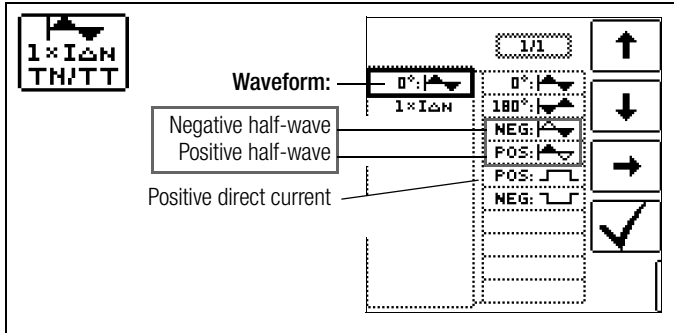 1×IΔN
TN/TT
1/1
Waveform:
0°:
1×IΔN
0°:
180°:
NEG:
POS:
POS:
NEG:
Negative half-wave
Positive half-wave
Positive direct current